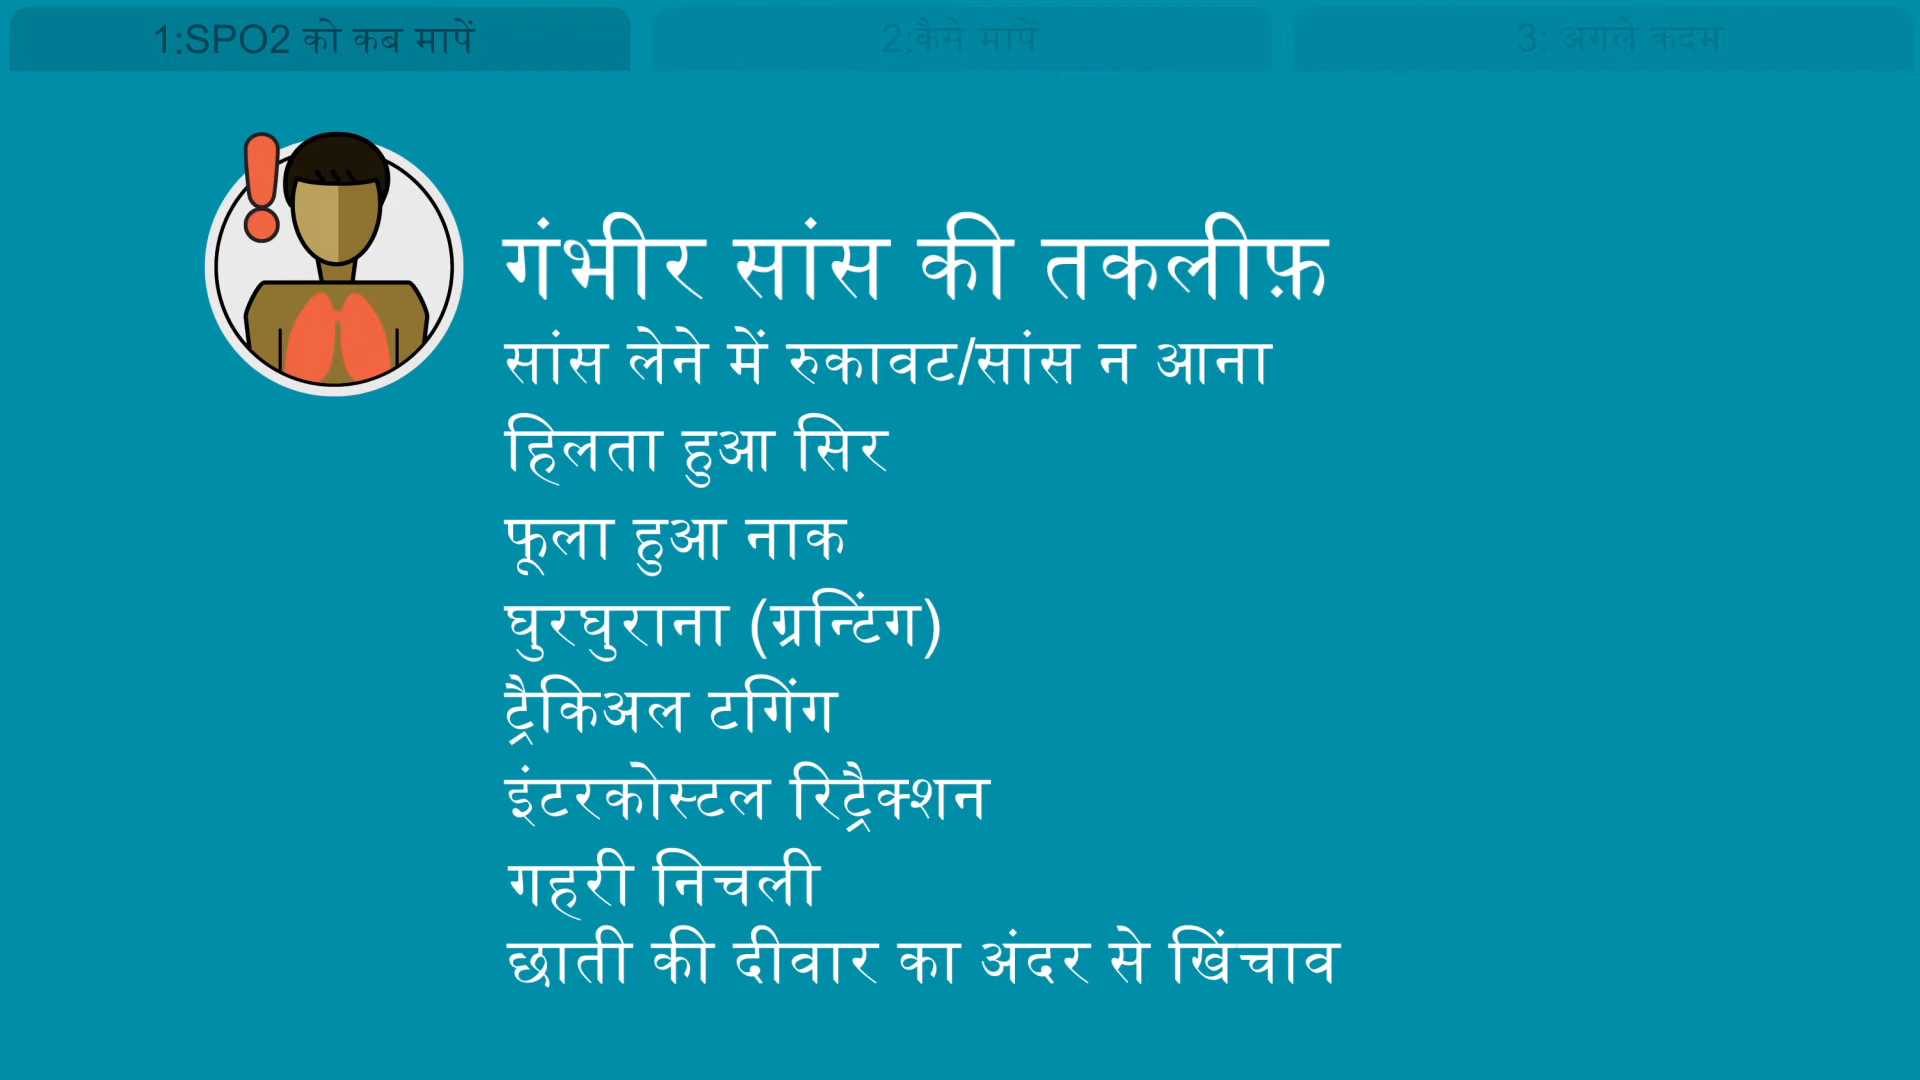 1:SPO2 को कब मापें
2:कैसे मापें
3: अगले कदम
गंभीर सांस की तकलीफ़
सांस लेने में रुकावट/सांस न आना
हिलता हुआ सिर
फूला हुआ नाक
घुरघुराना (ग्रन्टिंग)
ट्रैकिअल टगिंग
इंटरकोस्टल रिट्रैक्शन
गहरी निचली
छाती की दीवार का अंदर से खिंचाव